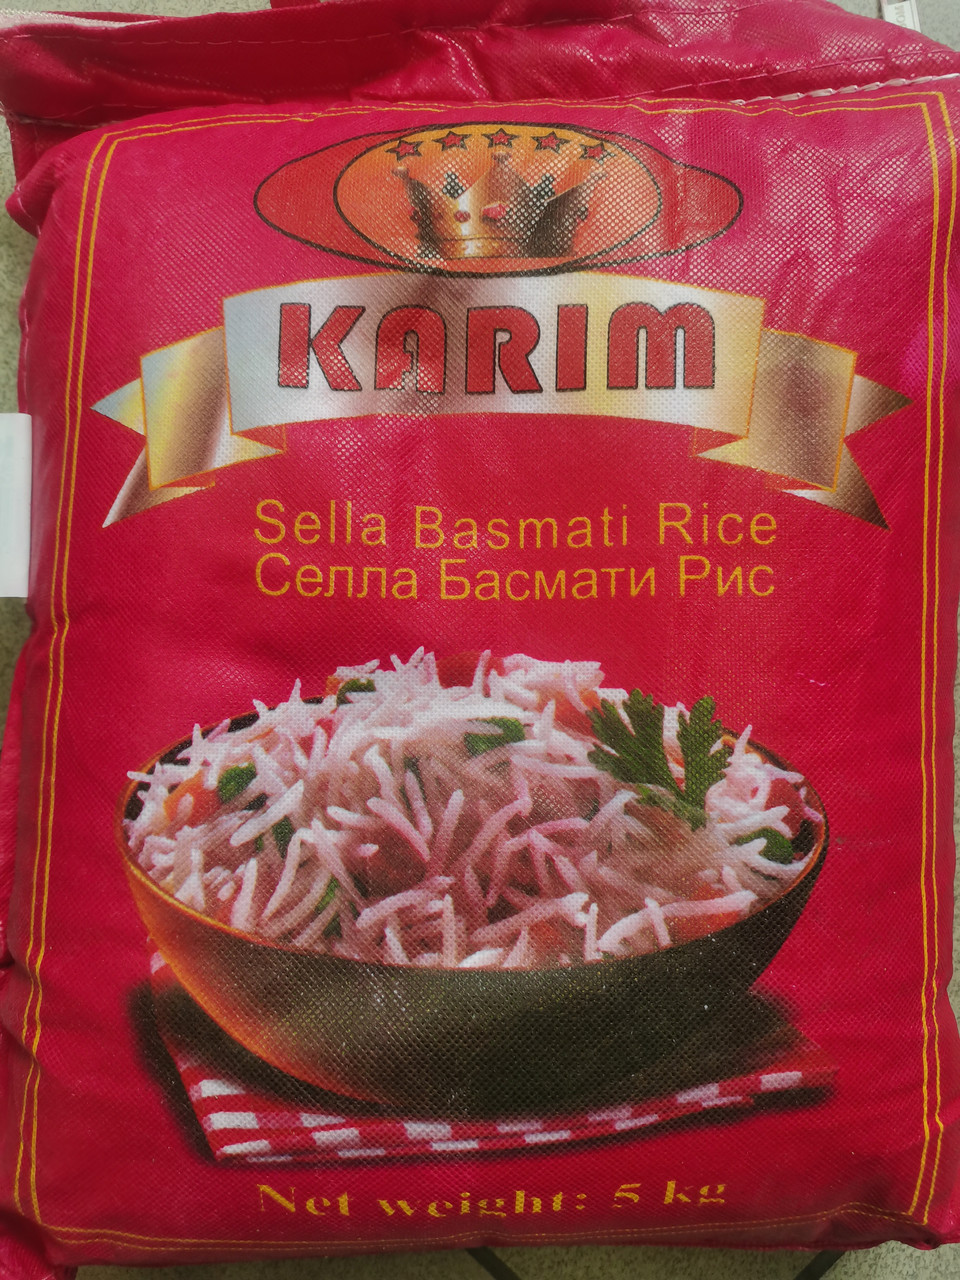 KARIM
Sella Basmati Rice
Селла Басмати Рис
Net weight: 5 kg